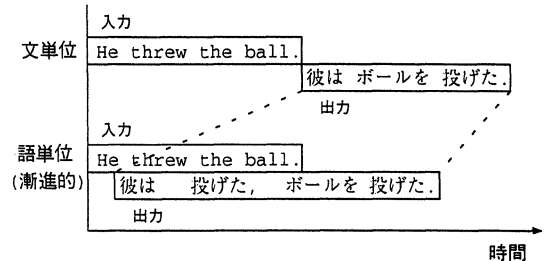 入力
文単位
He threw the ball.
彼は ボールを 投げた.
出力
入力
語単位
(漸進的)
He threw the ball.
彼は 投げた, ボールを 投げた.
出力
時間